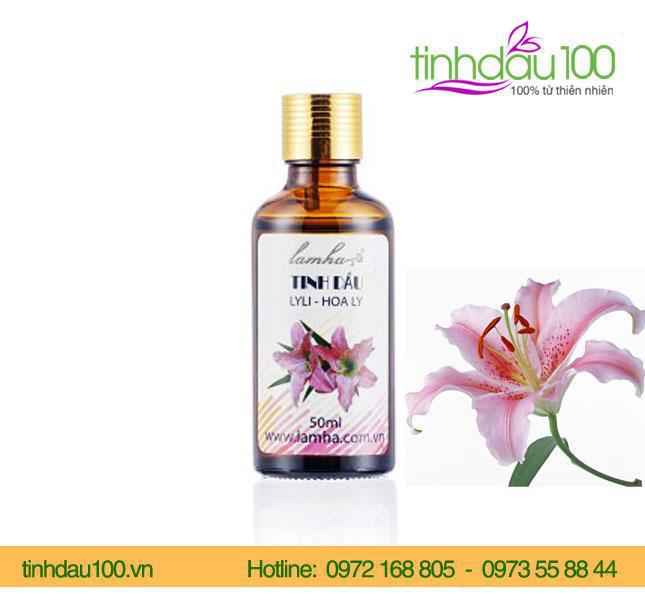 tinhdầu100
100% từ thiên nhiên
lamha
TINH DẦU
LYLI - HOA LY
50ml
www.lamha.com.vn
tinhdau100.vn
Hotline: 0972 168 805 - 0973 55 88 44